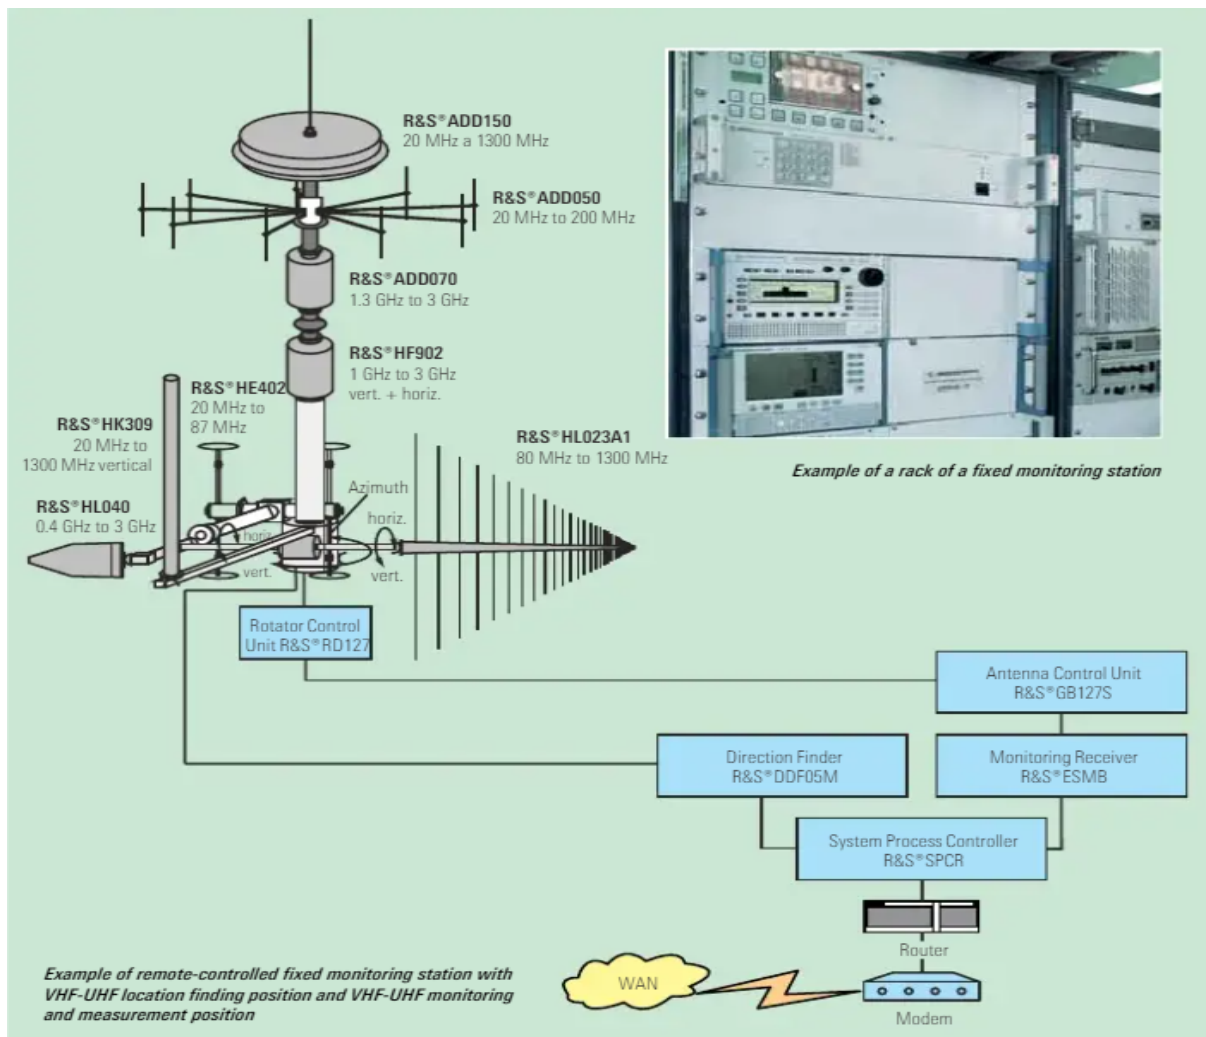 R&S®ADD150
20 MHz a 1300 MHz
R&S®ADD050
20 MHz to 200 MHz
R&S®ADD070
1.3 GHz to 3 GHz
R&S®HF902
1 GHz to 3 GHz
vert. + horiz.
R&S®HE402
20 MHz to
87 MHz
R&S®HK309
20 MHz to
1300 MHz vertical
R&S®HL040
0.4 GHz to 3 GHz
R&S®HL023A1
80 MHz to 1300 MHz
Azimuth
horiz.
vert.
horiz.
vert.
Example of a rack of a fixed monitoring station
Rotator Control
Unit R&S®RD127
Antenna Control Unit
R&S®GB127S
Direction Finder
R&S®DDF05M
Monitoring Receiver
R&S®ESMB
System Process Controller
R&S®SPCR
Router
WAN
Modem
Example of remote-controlled fixed monitoring station with
VHF-UHF location finding position and VHF-UHF monitoring
and measurement position